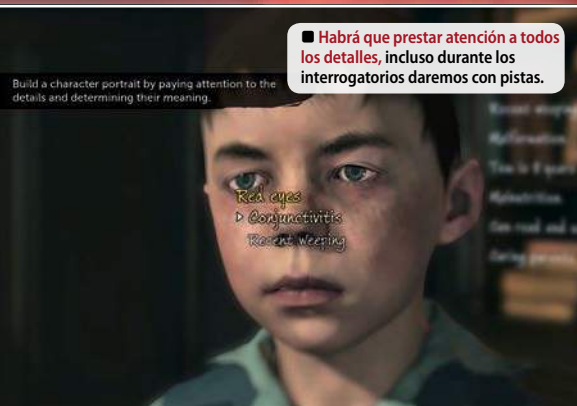 ■ Habrá que prestar atención a todos
los detalles, incluso durante los
interrogatorios daremos con pistas.
Build a character portrait by paying attention to the
details and determining their meaning.
Red eyes
Conjunctivitis
Recent weeping
Malformation
Malnutrition